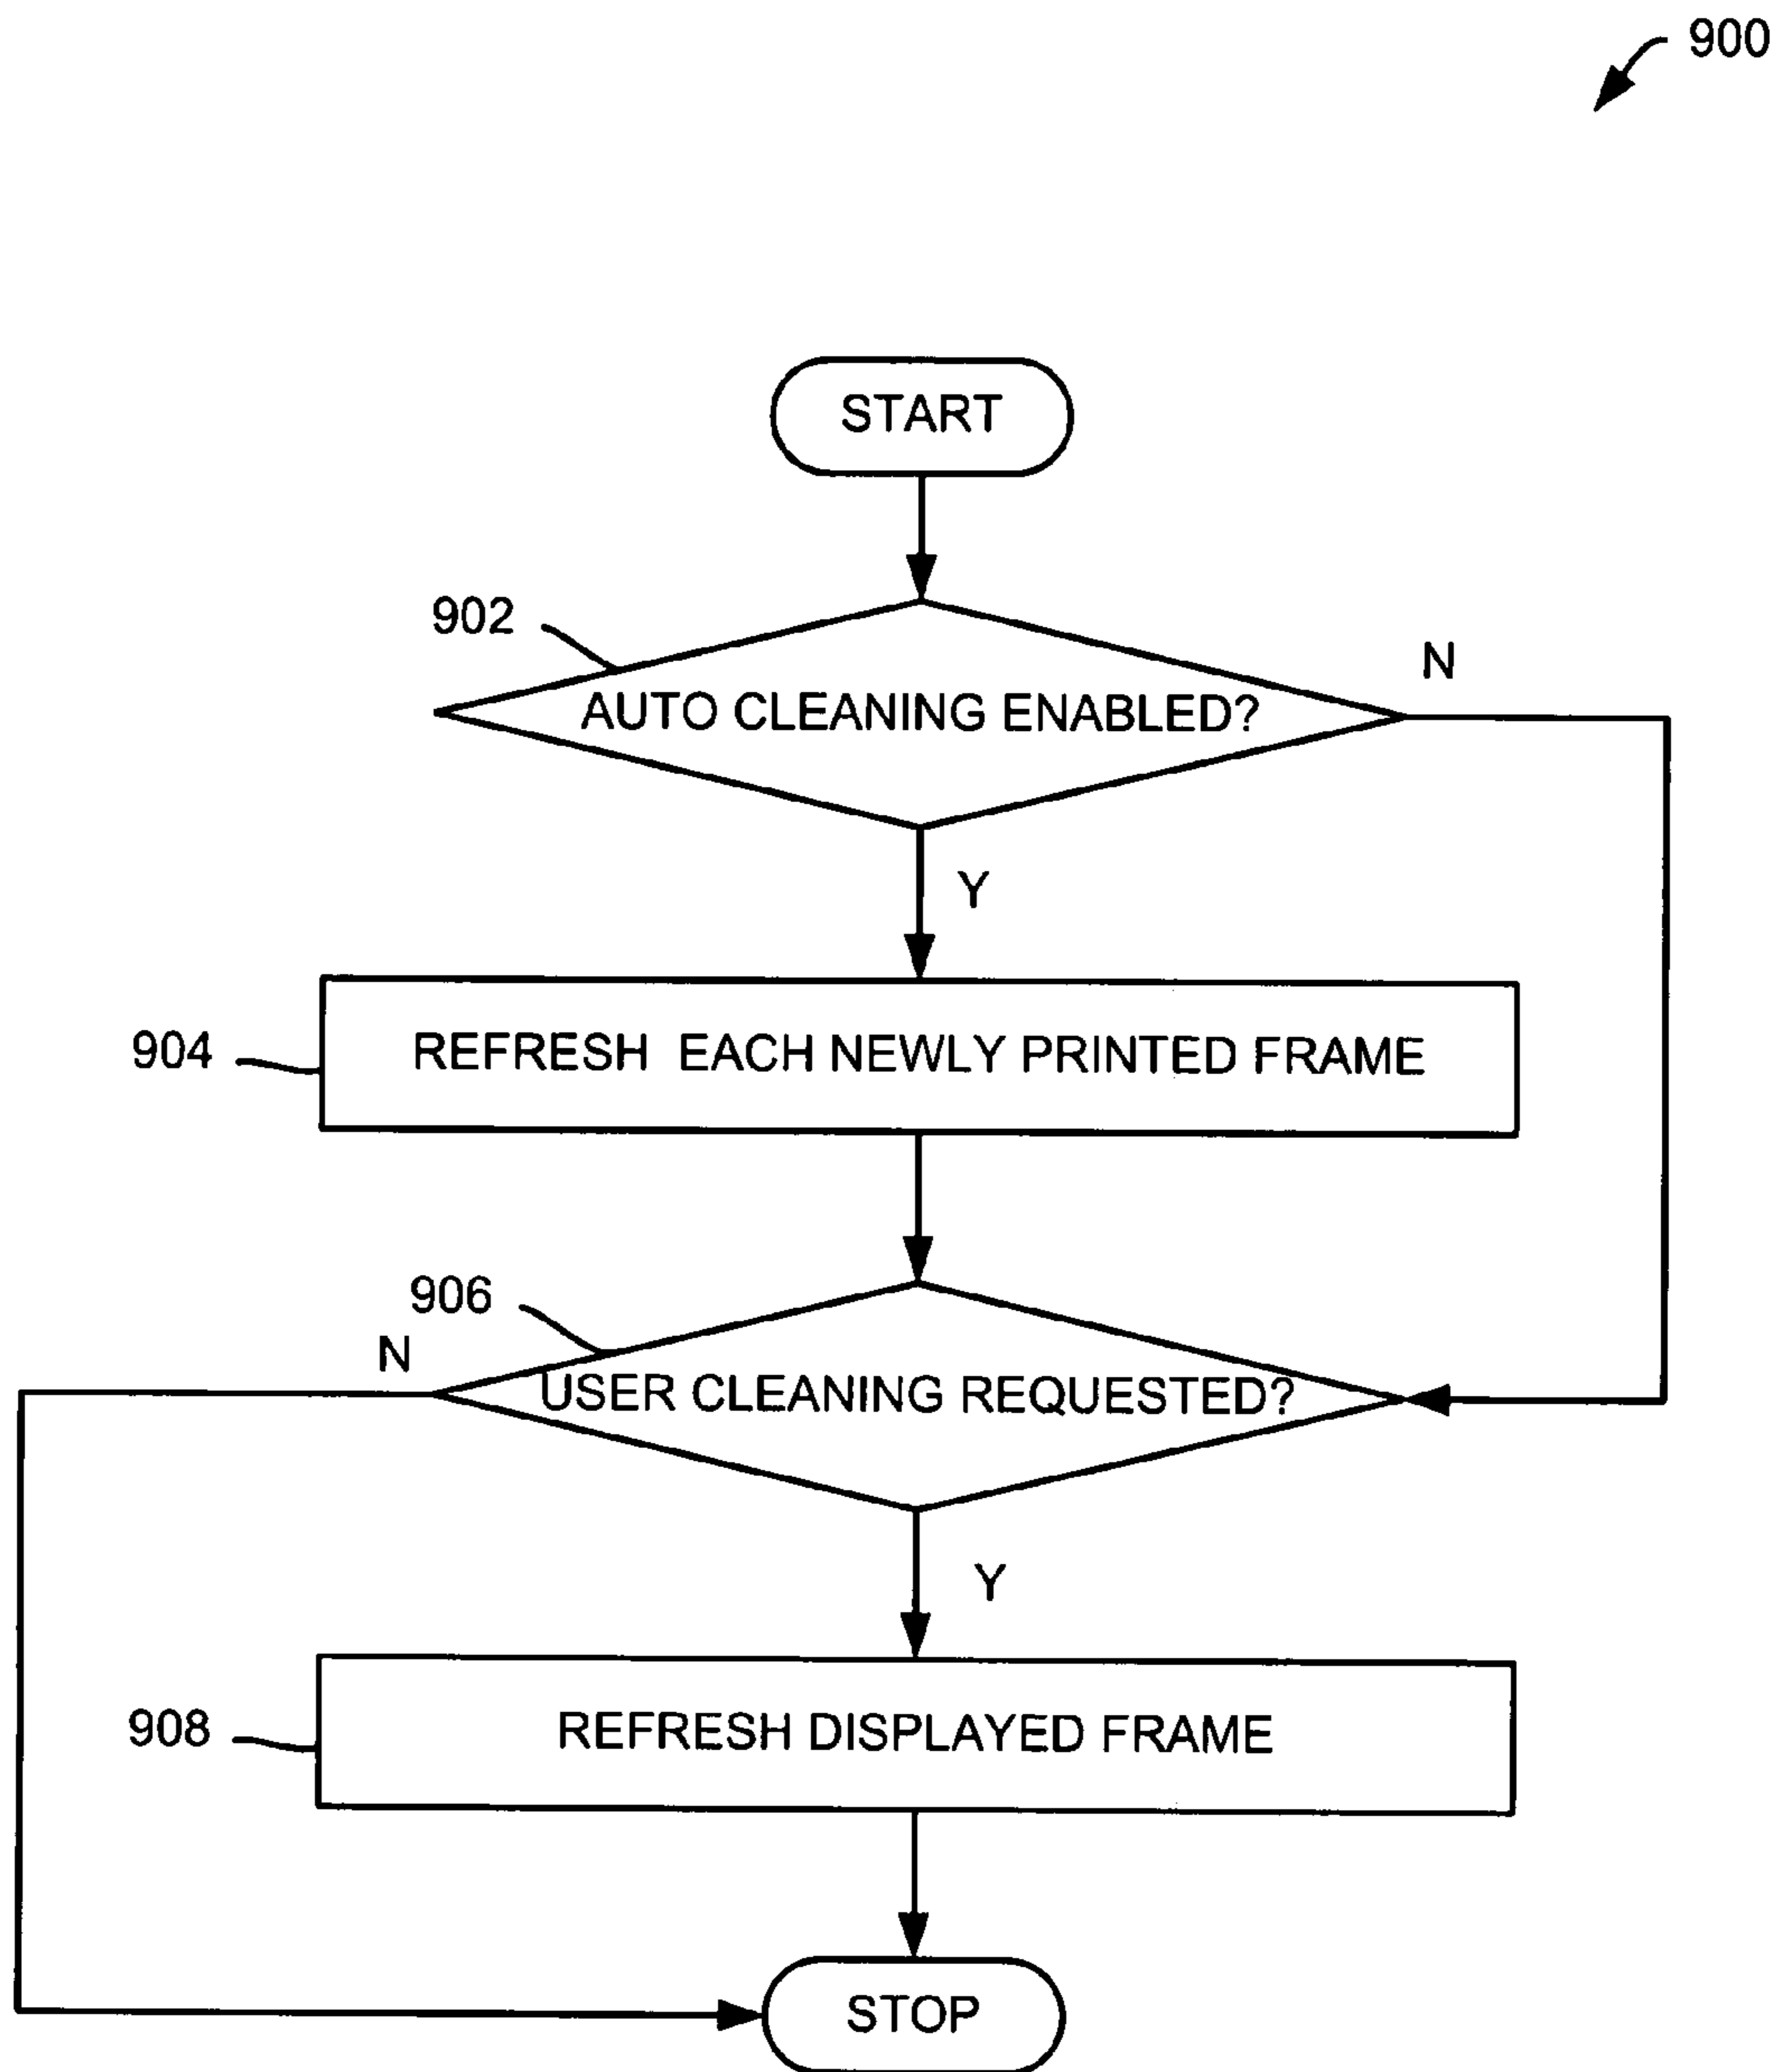 900
START
902
N
AUTO CLEANING ENABLED?
Y
904
REFRESH EACH NEWLY PRINTED FRAME
906
N
USER CLEANING REQUESTED?
Y
908
REFRESH DISPLAYED FRAME
STOP